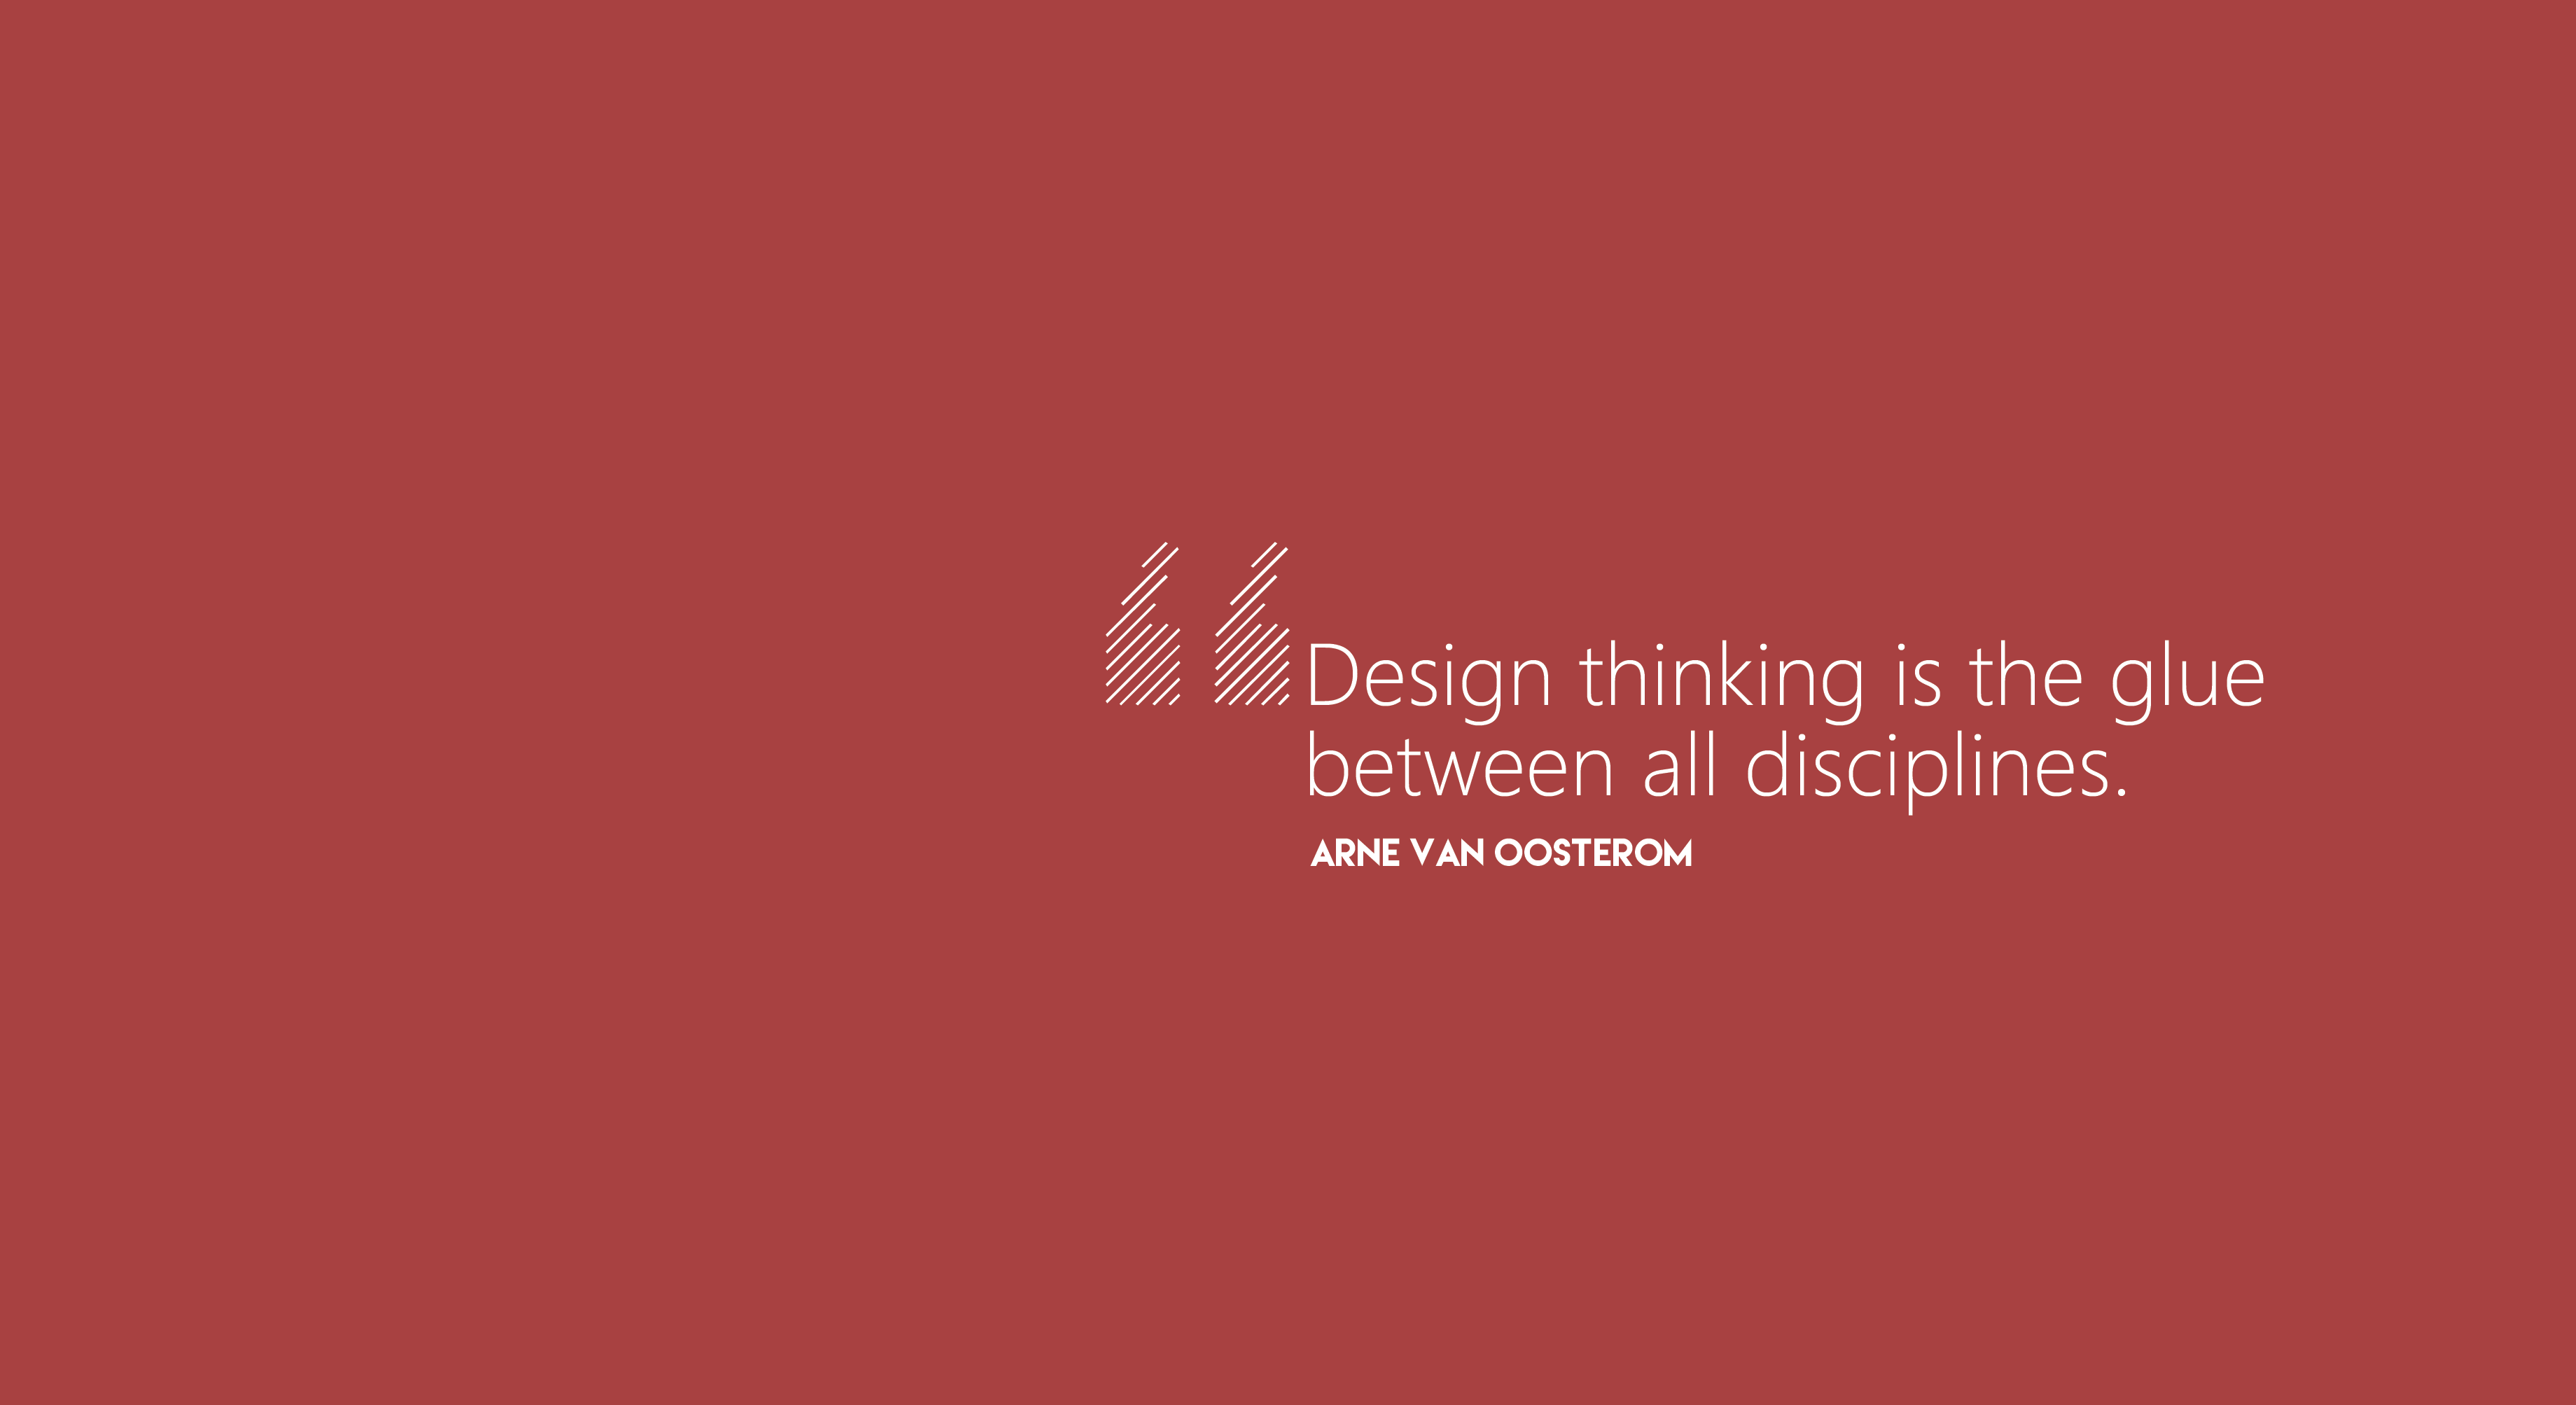 “Design thinking is the glue
between all disciplines.
ARNE VAN OOSTEROM